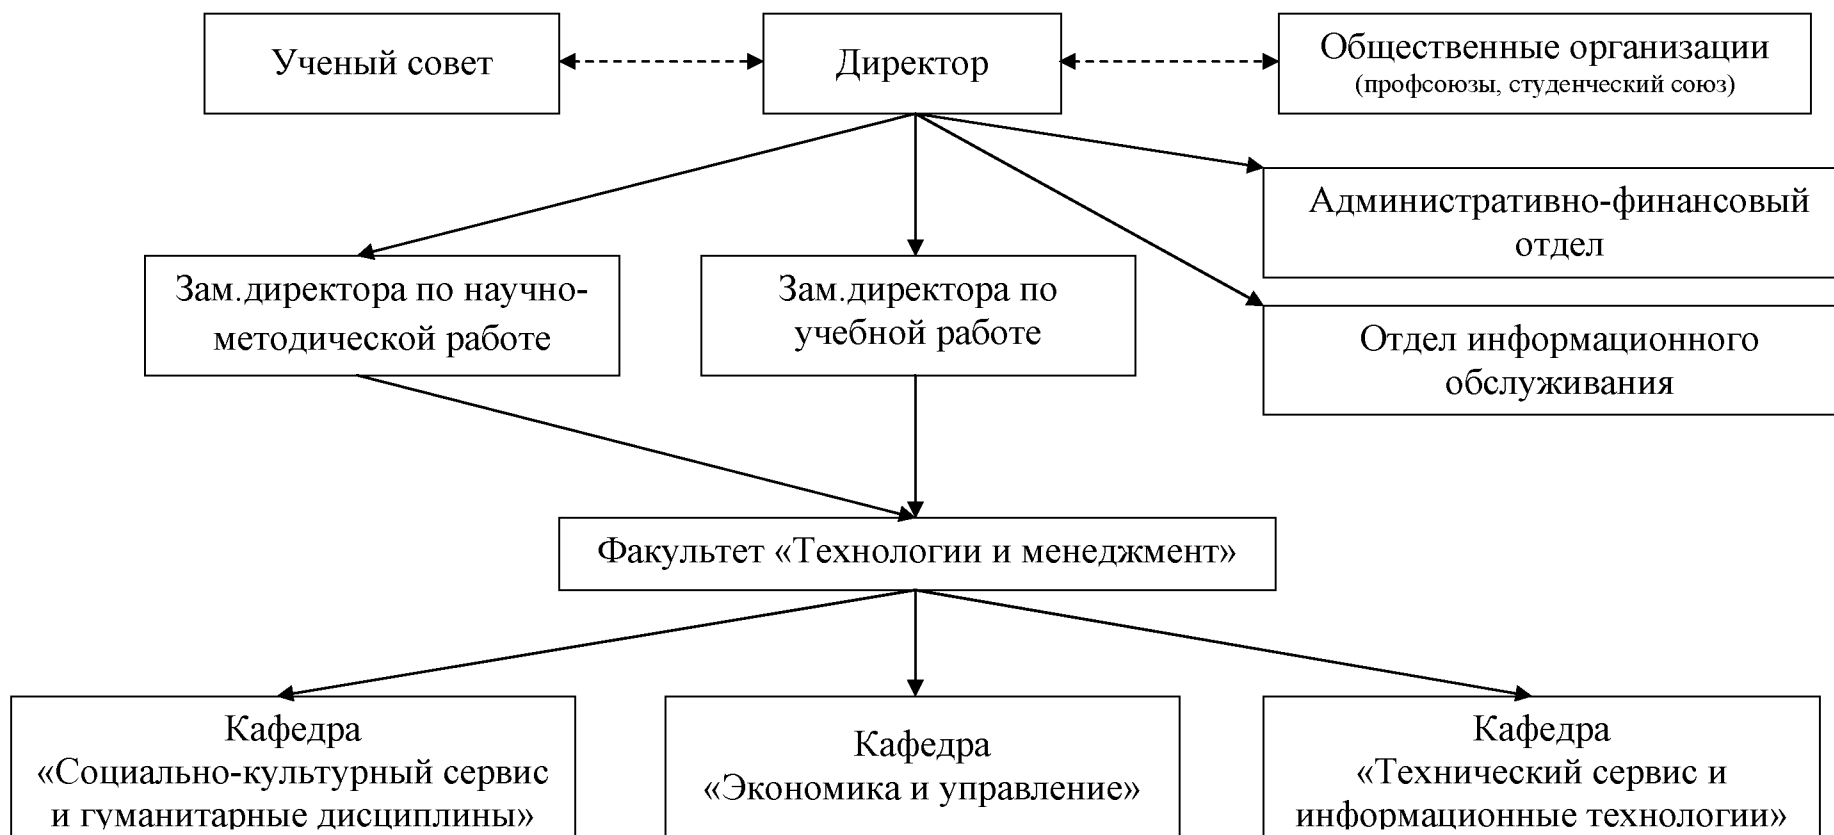 Ученый совет
Директор
Общественные организации
(профсоюзы, студенческий союз)
Административно-финансовый
отдел
Зам.директора по научно-
методической работе
Зам.директора по
учебной работе
Отдел информационного
обслуживания
Факультет «Технологии и менеджмент»
Кафедра
«Социально-культурный сервис
и гуманитарные дисциплины»
Кафедра
«Экономика и управление»
Кафедра
«Технический сервис и
информационные технологии»